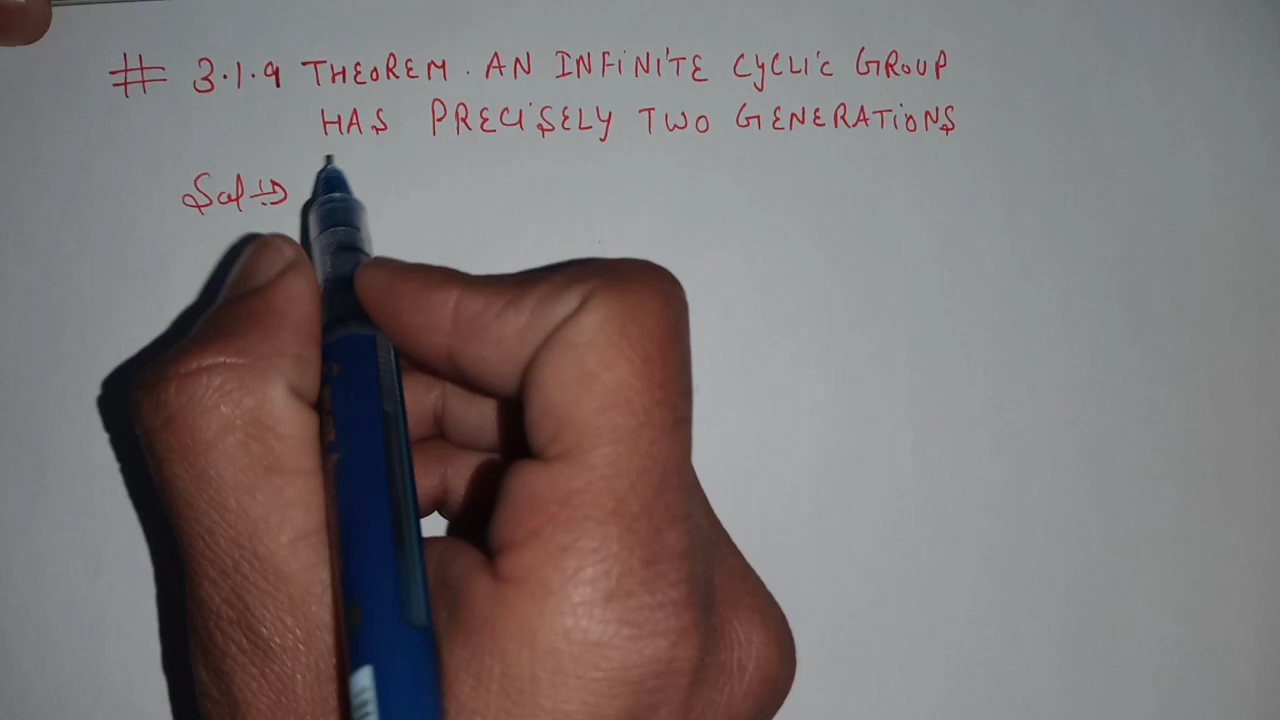 # 3.1.9 THEOREM. AN INFINITE CYCLIC GROUP
HAS PRECISELY TWO GENERATIONS
Sol⇒